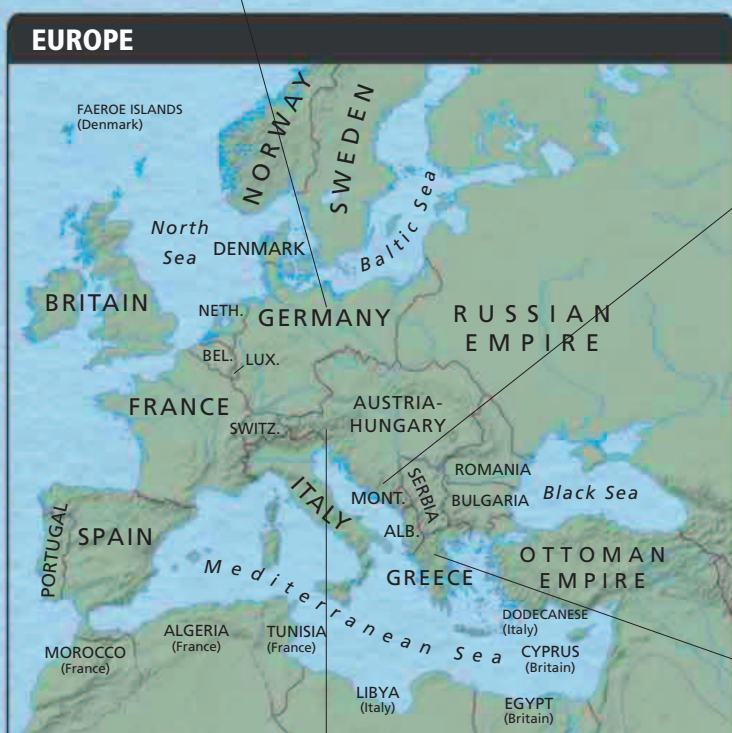 EUROPE
FAEROE ISLANDS
(Denmark)
NORWAY
SWEDEN
North
Sea
DENMARK
Baltic Sea
BRITAIN
NETH.
GERMANY
RUSSIAN
EMPIRE
BEL.
LUX.
FRANCE
SWITZ.
AUSTRIA-
HUNGARY
ITALY
MONT.
SERBIA
ROMANIA
BULGARIA
Black Sea
ALB.
PORTUGAL
SPAIN
GREECE
OTTOMAN
EMPIRE
Mediterranean Sea
DODECANESE
(Italy)
CYPRUS
(Britain)
MOROCCO
(France)
ALGERIA
(France)
TUNISIA
(France)
LIBYA
(Italy)
EGYPT
(Britain)